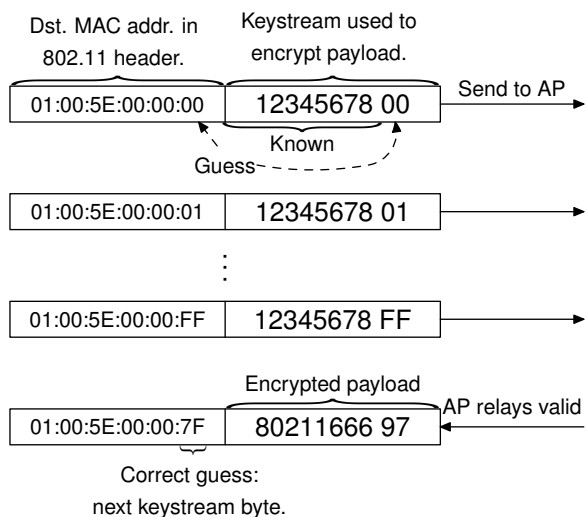 Dst. MAC addr. in
802.11 header.
Keystream used to
encrypt payload.
01:00:5E:00:00:00
12345678 00
Send to AP
Known
Guess
01:00:5E:00:00:01
12345678 01
01:00:5E:00:00:FF
12345678 FF
Encrypted payload
01:00:5E:00:00:7F
80211666 97
AP relays valid
Correct guess:
next keystream byte.